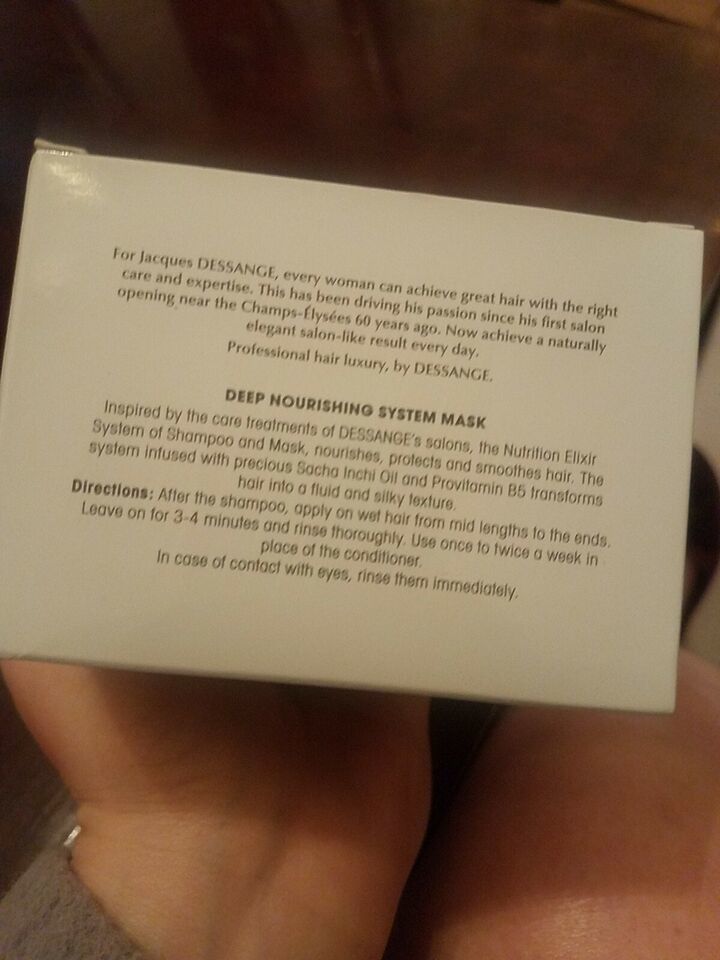 For Jacques DESSANGE, every woman can achieve great hair with the right
care and expertise. This has been driving his passion since his first salon
opening near the Champs-Élysées 60 years ago. Now achieve a naturally
elegant salon-like result every day.
Professional hair luxury, by DESSANGE.
DEEP NOURISHING SYSTEM MASK
Inspired by the care treatments of DESSANGE's salons, the Nutrition Elixir
System of Shampoo and Mask, nourishes, protects and smoothes hair. The
system infused with precious Sacha Inchi Oil and Provitamin B5 transforms
hair into a fluid and silky texture.
Directions: After the shampoo, apply on wet hair from mid lengths to the ends.
Leave on for 3-4 minutes and rinse thoroughly. Use once to twice a week in
place of the conditioner.
In case of contact with eyes, rinse them immediately.